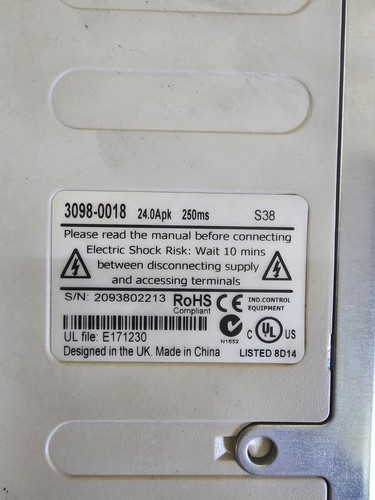 3098-0018 24.0Apk 250ms S38
Please read the manual before connecting
Electric Shock Risk: Wait 10 mins
between disconnecting supply
and accessing terminals
S/N: 2093802213
RoHS
Compliant
CE
IND.CONTROL
EQUIPMENT
N1652
C UL US
UL file: E171230
Designed in the UK. Made in China
LISTED 8D14